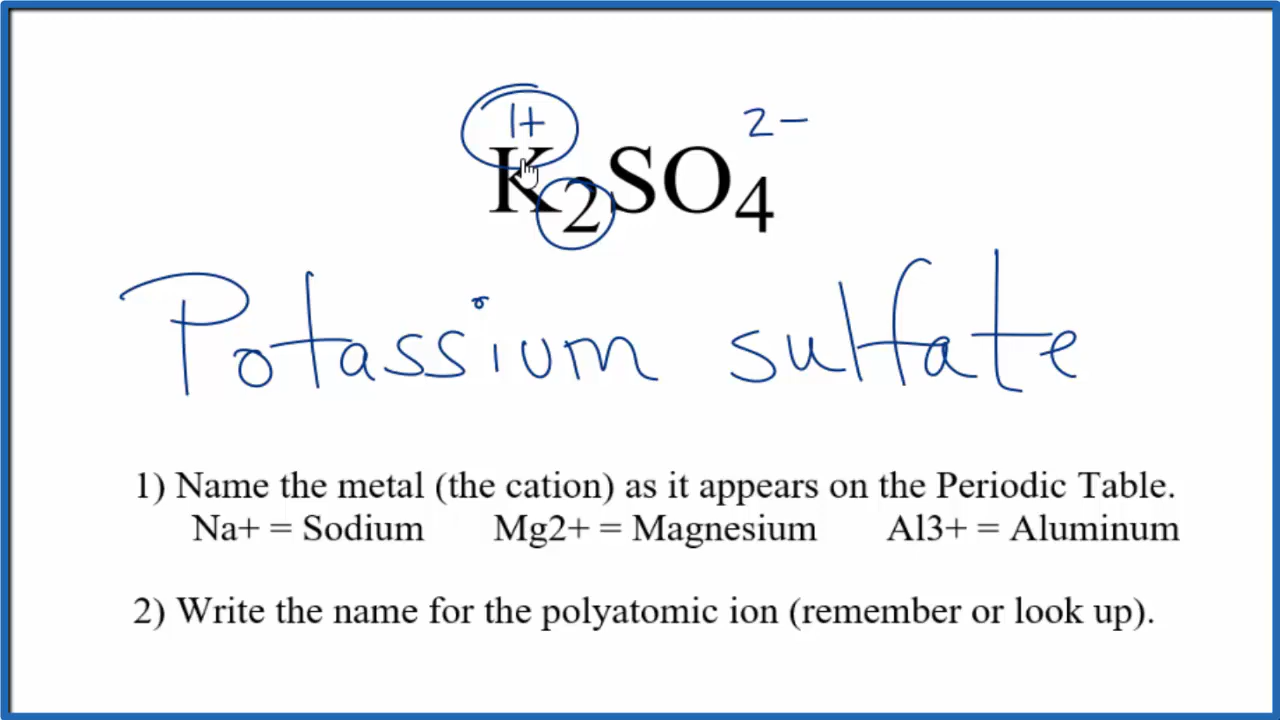 1+ 2-
K2SO4
Potassium sulfate
1) Name the metal (the cation) as it appears on the Periodic Table.
Na+ = Sodium Mg2+ = Magnesium Al3+ = Aluminum
2) Write the name for the polyatomic ion (remember or look up).